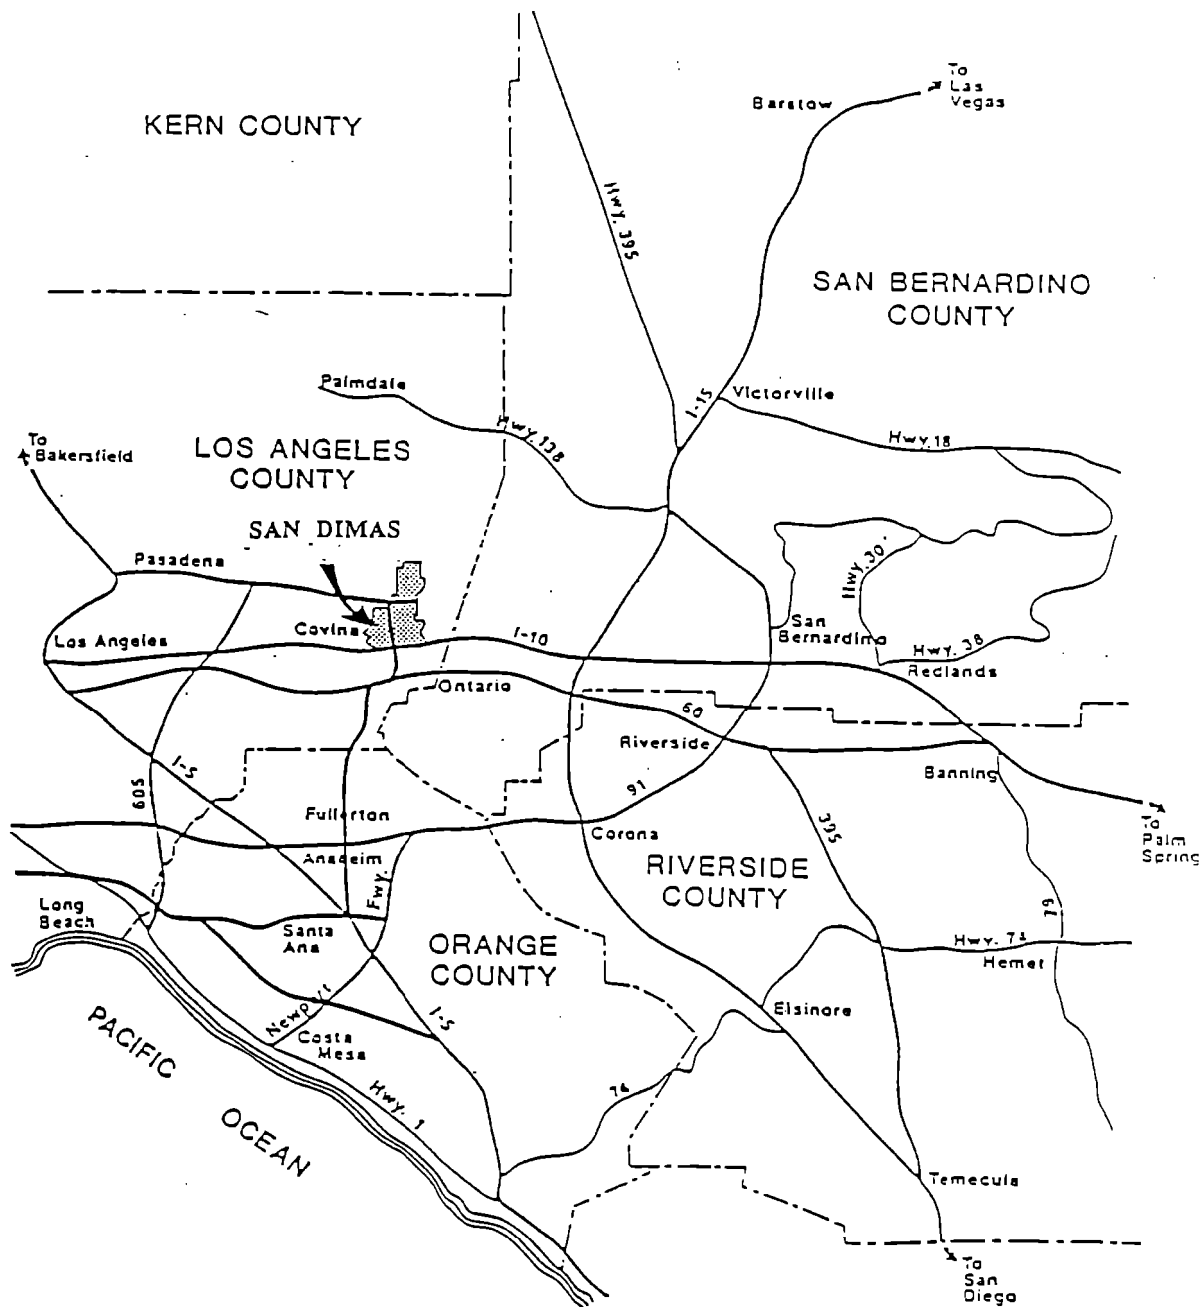 To
Las
Vegas
Barstow
KERN COUNTY
Hwy. 395
SAN BERNARDINO
COUNTY
Palmdale
I-15
Victorville
Hwy. 138
Hwy. 18
To
Bakersfield
LOS ANGELES
COUNTY
SAN DIMAS
Pasadena
Hwy. 30
Covina
Los Angeles
I-10
San
Bernardino
Hwy. 38
Redlands
Ontario
60
Riverside
I-5
605
Banning
91
Fullerton
Corona
395
To
Palm
Spring
Anaheim
RIVERSIDE
COUNTY
Fwy.
Long
Beach
Santa
Ana
79
ORANGE
COUNTY
Hwy. 74
Hemet
Elsinore
Newport
I-5
Costa
Mesa
PACIFIC
OCEAN
Hwy. 1
74
Temecula
To
San
Diego